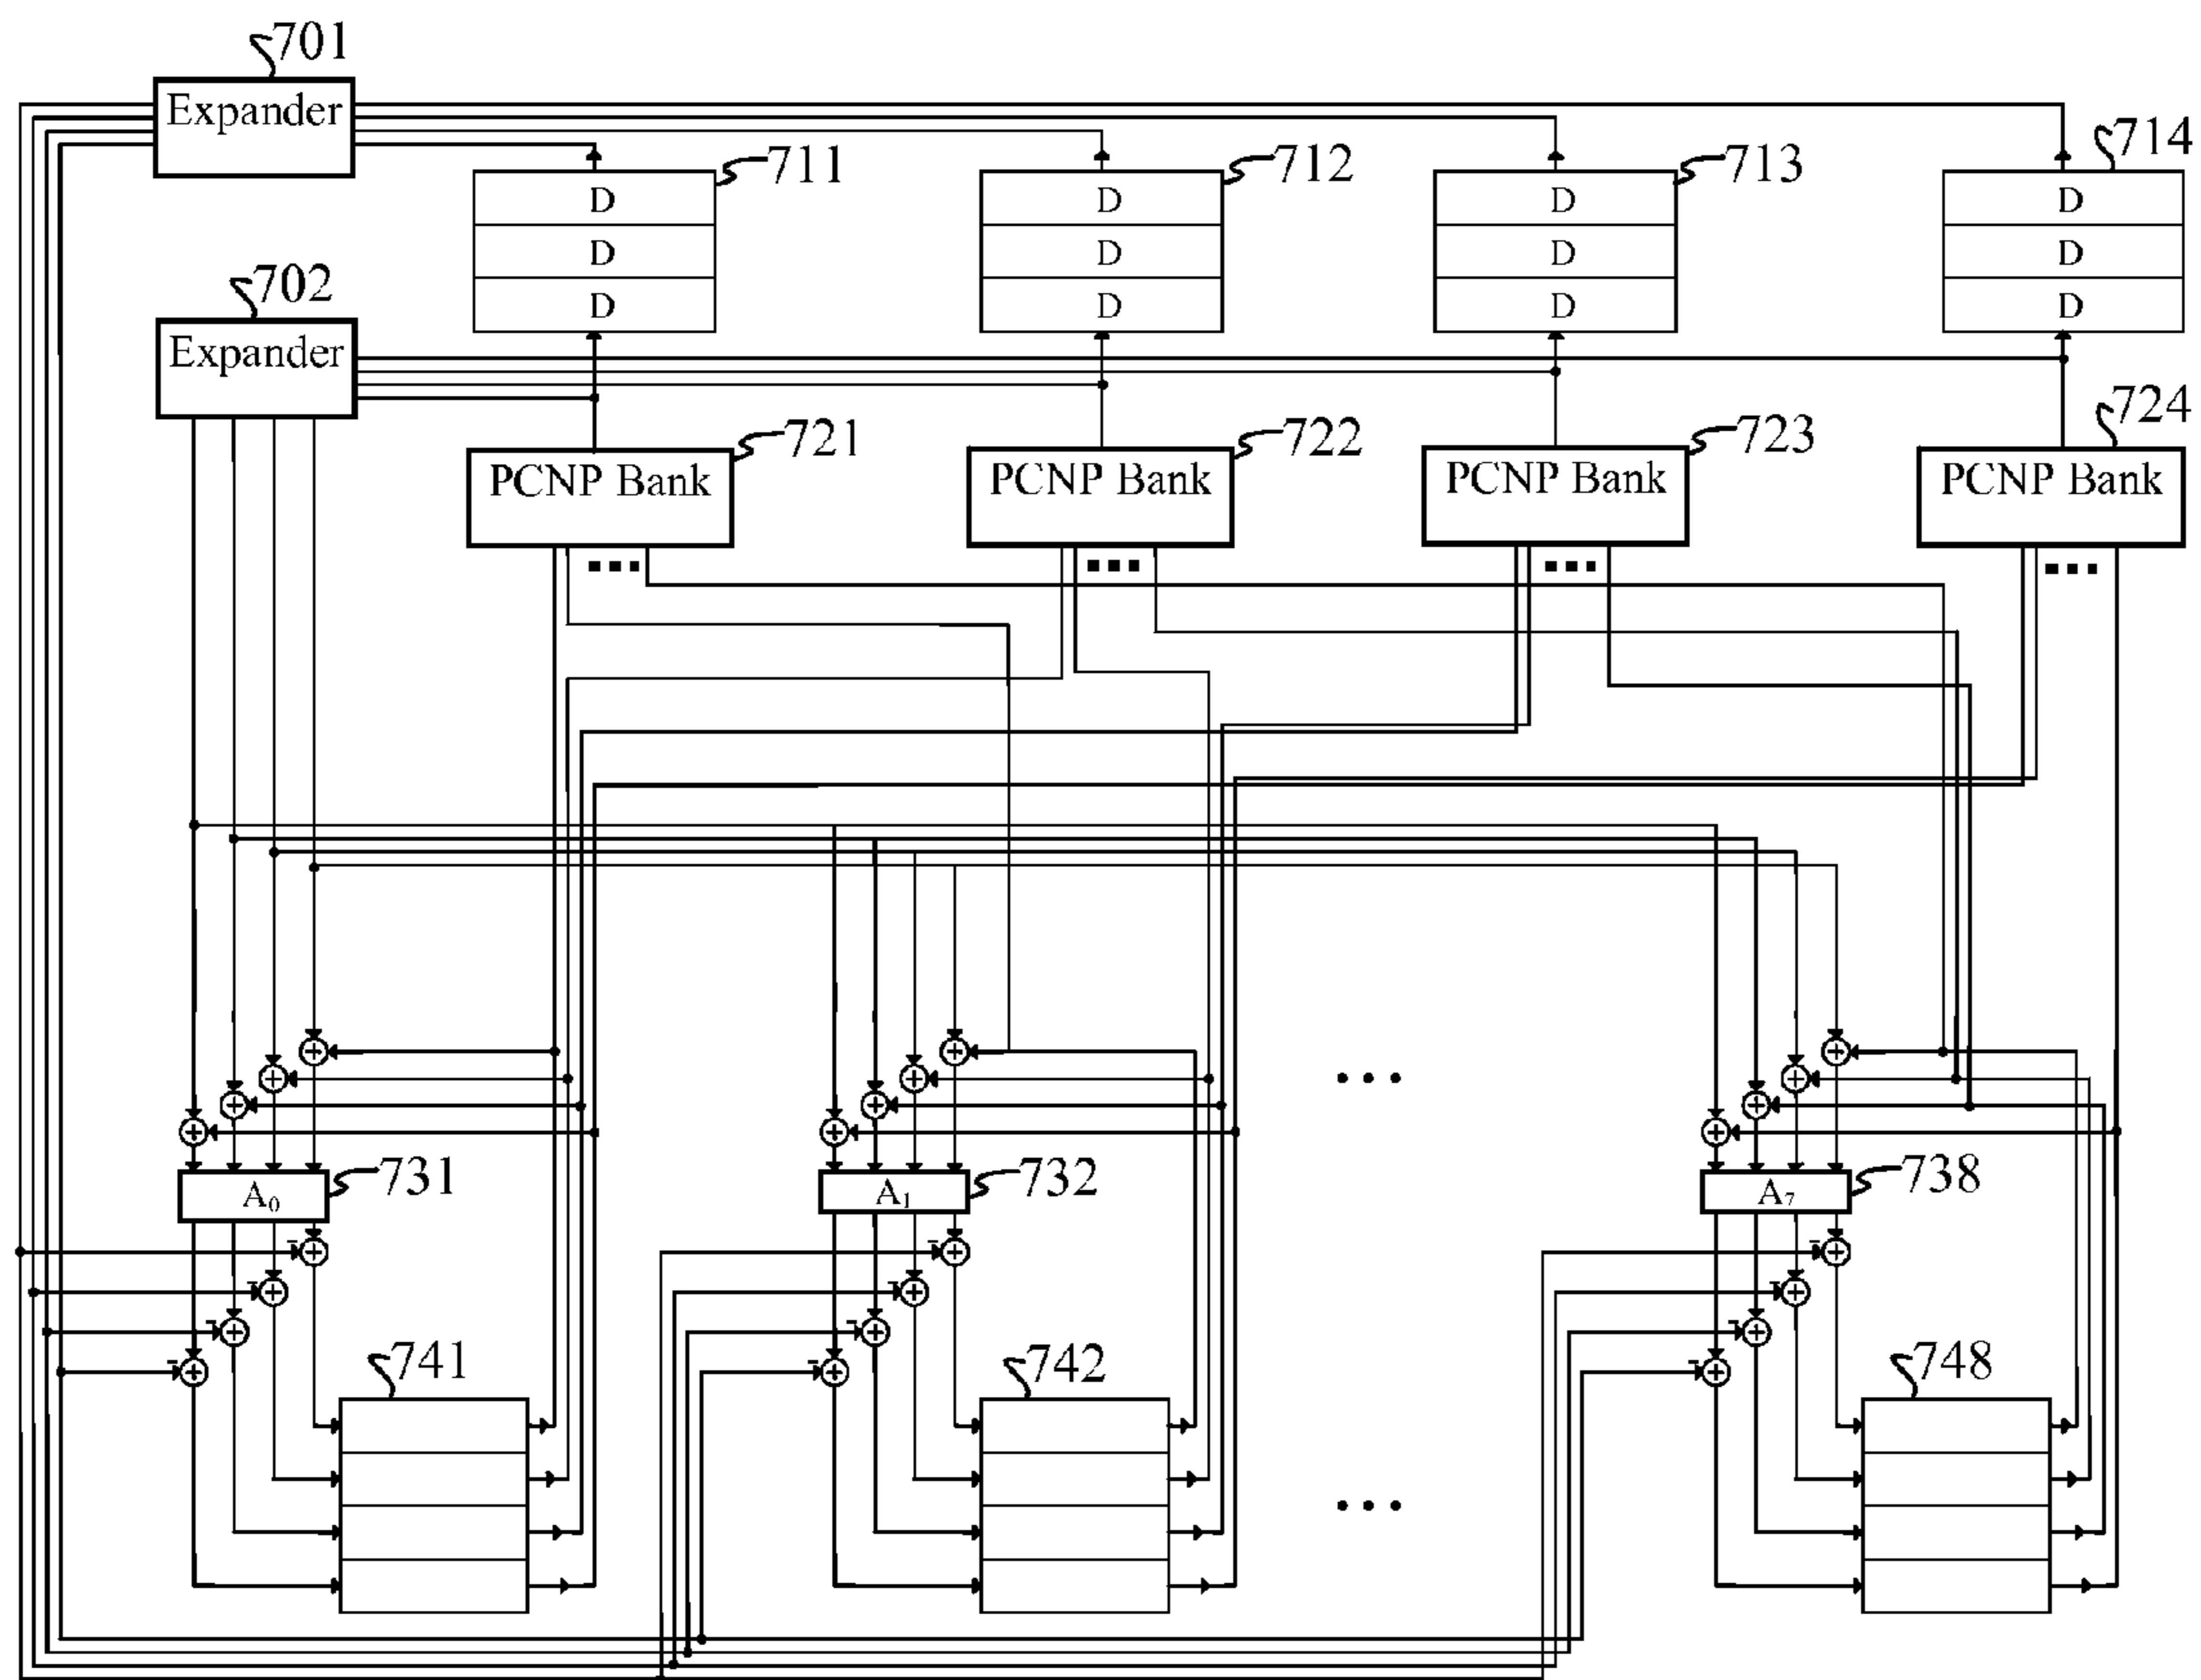 701
Expander
711
712
713
714
D
D
D
D
D
D
D
D
D
D
D
D
702
Expander
721
722
723
724
PCNP Bank
PCNP Bank
PCNP Bank
PCNP Bank
...
...
...
...
+
+
+
+
+
+
...
+
+
+
+
+
+
A₀
731
A₁
732
A₇
738
-
+
-
+
-
+
-
+
-
+
-
+
-
+
-
+
-
+
-
+
-
+
-
+
741
742
748
...